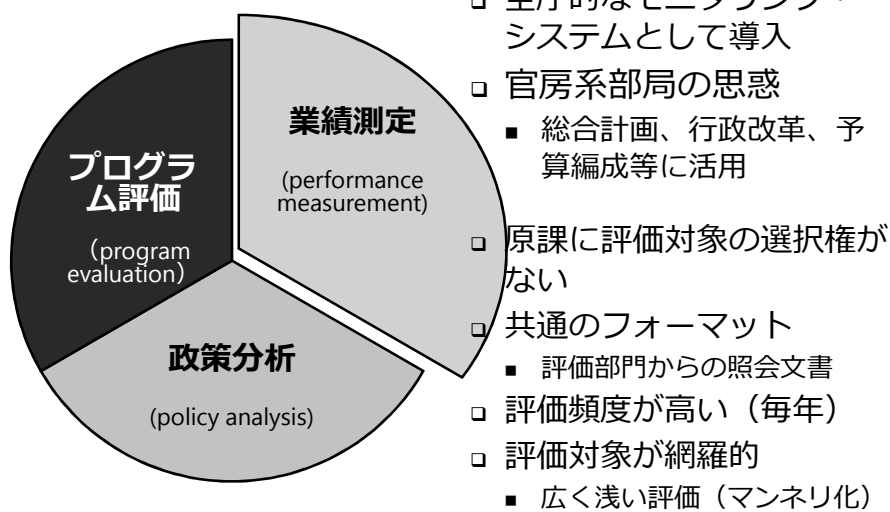 業績測定
(performance
measurement)
プログラ
ム評価
（program
evaluation）
政策分析
(policy analysis)
システムとして導入
❑ 官房系部局の思惑
■ 総合計画、行政改革、予
算編成等に活用
❑ 原課に評価対象の選択権が
ない
❑ 共通のフォーマット
■ 評価部門からの照会文書
❑ 評価頻度が高い（毎年）
❑ 評価対象が網羅的
■ 広く浅い評価（マンネリ化）